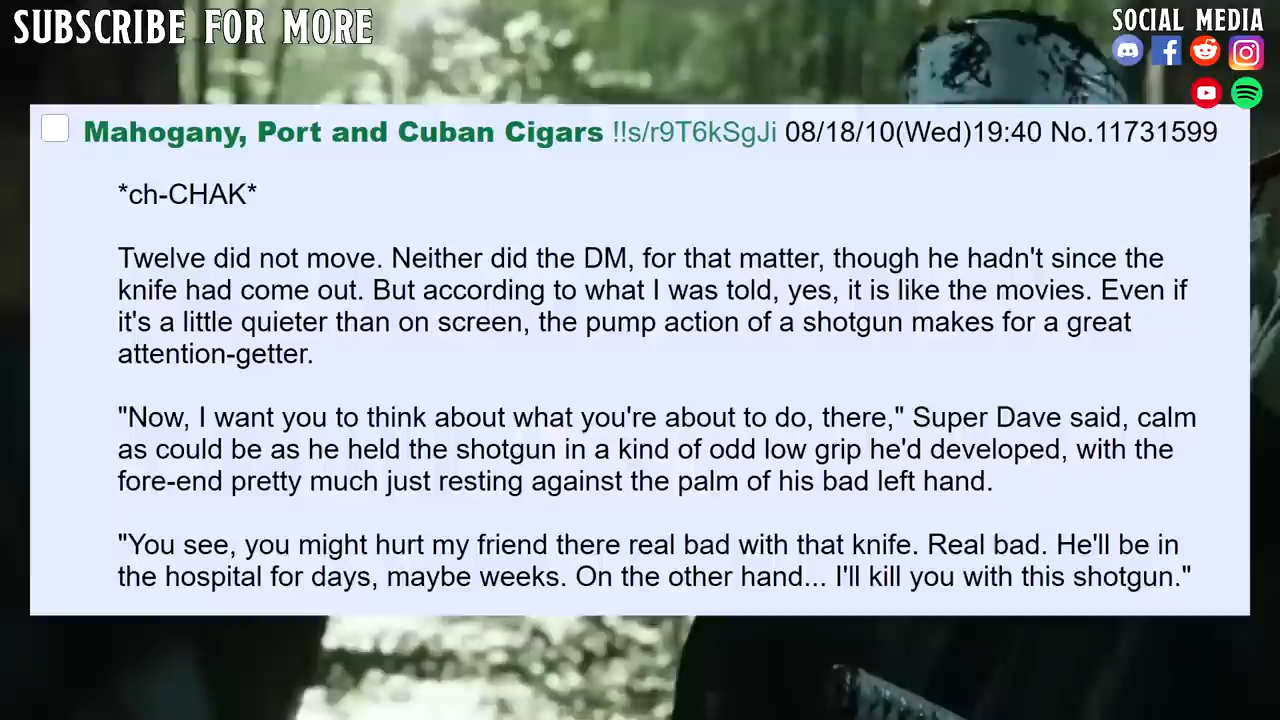 SUBSCRIBE FOR MORE
SOCIAL MEDIA
Mahogany, Port and Cuban Cigars !!s/r9T6kSgJi 08/18/10(Wed)19:40 No.11731599
*ch-CHAK*
Twelve did not move. Neither did the DM, for that matter, though he hadn't since the
knife had come out. But according to what I was told, yes, it is like the movies. Even if
it's a little quieter than on screen, the pump action of a shotgun makes for a great
attention-getter.
"Now, I want you to think about what you're about to do, there," Super Dave said, calm
as could be as he held the shotgun in a kind of odd low grip he'd developed, with the
fore-end pretty much just resting against the palm of his bad left hand.
"You see, you might hurt my friend there real bad with that knife. Real bad. He'll be in
the hospital for days, maybe weeks. On the other hand... I'll kill you with this shotgun."